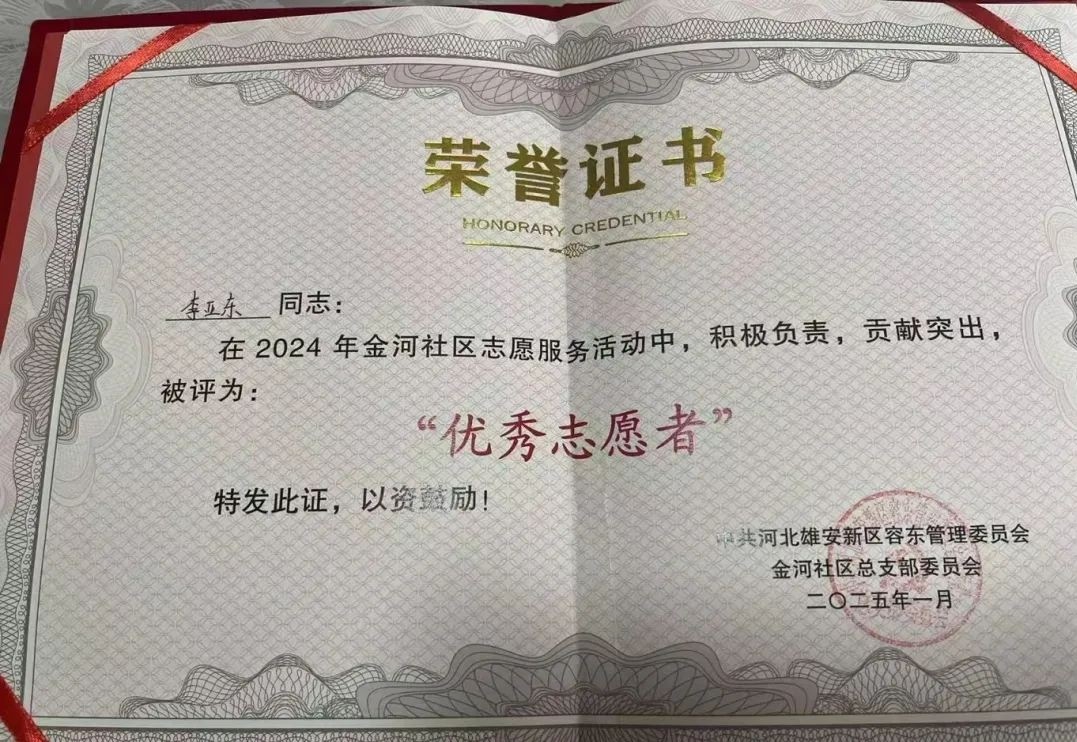 荣誉证书
HONORARY CREDENTIAL
李亚东 同志：
在 2024 年金河社区志愿服务活动中，积极负责，贡献突出，
被评为：
“优秀志愿者”
特发此证，以资鼓励！
中共河北雄安新区容东管理委员会
金河社区总支部委员会
二〇二五年一月